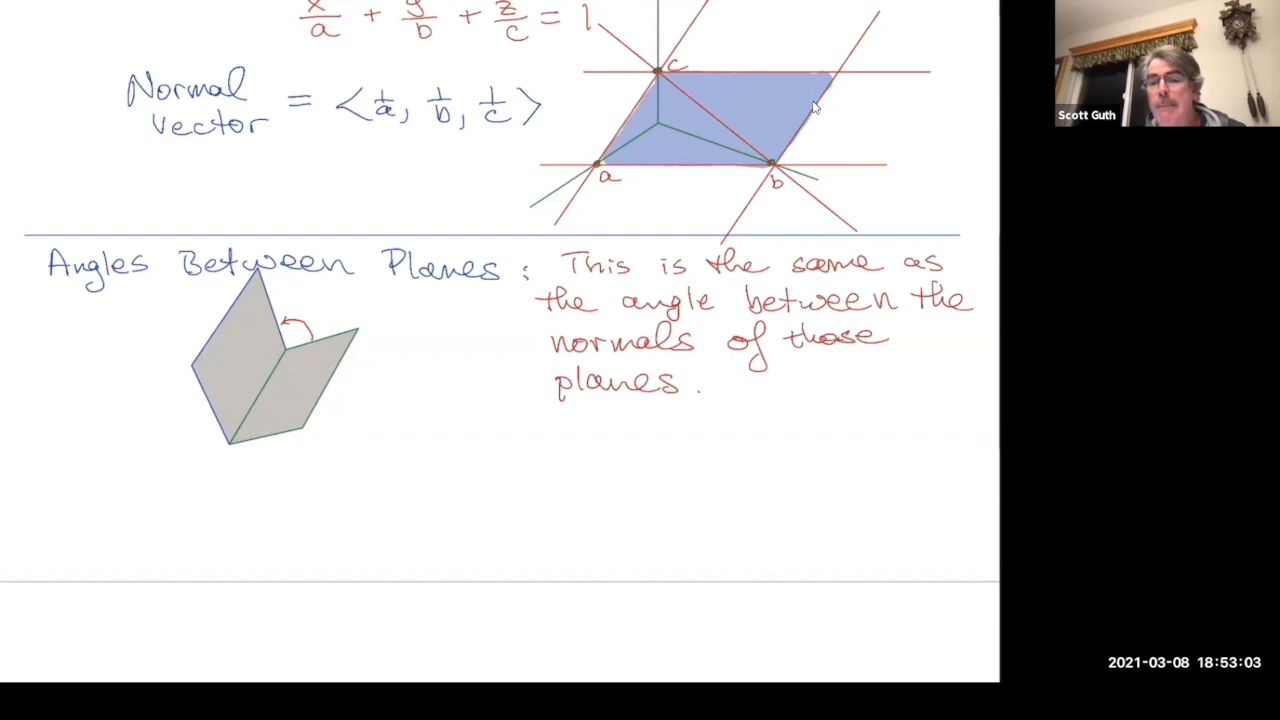 x/a + y/b + z/c = 1
Normal vector = <1/a, 1/b, 1/c>
c
a
b
Angles Between Planes : This is the same as
the angle between the
normals of those
planes .
Scott Guth
2021-03-08 18:53:03